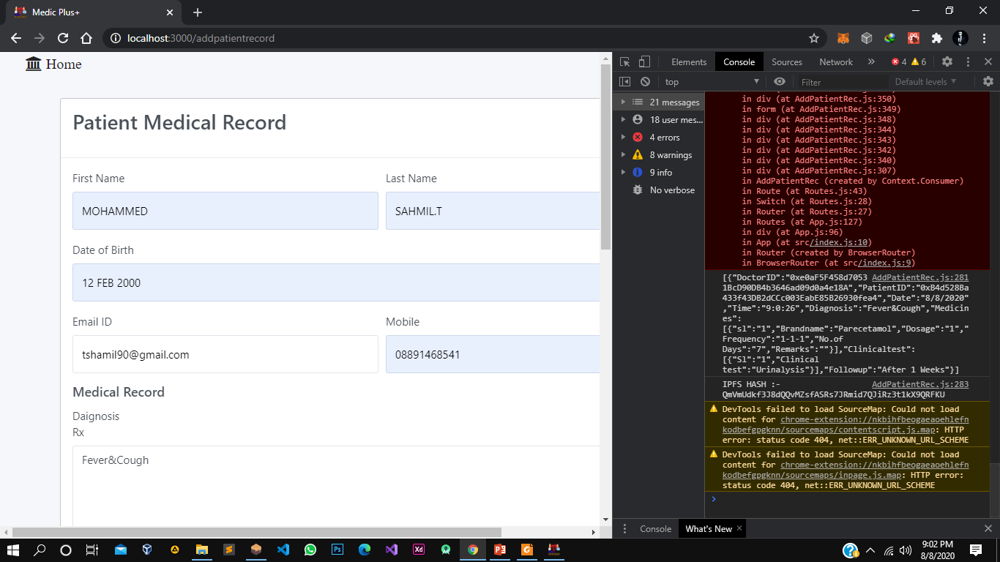 Medic Plus+
localhost:3000/addpatientrecord
Home
Patient Medical Record
First Name
Last Name
MOHAMMED
SAHMIL.T
Date of Birth
12 FEB 2000
Email ID
Mobile
tshamil90@gmail.com
08891468541
Medical Record
Daignosis
Rx
Fever&Cough
Elements
Console
Sources
Network
4
6
top
Filter
Default levels
21 messages
18 user mes...
4 errors
8 warnings
9 info
No verbose
in div (at AddPatientRec.js:350)
in form (at AddPatientRec.js:349)
in div (at AddPatientRec.js:348)
in div (at AddPatientRec.js:344)
in div (at AddPatientRec.js:343)
in div (at AddPatientRec.js:342)
in div (at AddPatientRec.js:340)
in div (at AddPatientRec.js:307)
in AddPatientRec (created by Context.Consumer)
in Route (at Routes.js:43)
in Switch (at Routes.js:28)
in Router (at Routes.js:27)
in Routes (at App.js:127)
in div (at App.js:96)
in App (at src/index.js:10)
in Router (created by BrowserRouter)
in BrowserRouter (at src/index.js:9)
[{"DoctorID":"0xe0aF5F458d7053 AddPatientRec.js:281
1BcD90DB4b3646ad09d0a4e18A","PatientID":"0xB4d528Ba
433f43DB2dCCc003EabE85B26930fea4","Date":"8/8/2020"
,"Time":"9:0:26","Diagnosis":"Fever&Cough","Medicin
es":
[{"sl":"1","Brandname":"Parecetamol","Dosage":"1","
Frequency":"1-1-1","No.of
Days":"7","Remarks":""}],"Clinicaltest":
[{"Sl":"1","Clinical
test":"Urinalysis"}],"Followup":"After 1 Weeks"}]
IPFS HASH :- AddPatientRec.js:283
QmVmUdkf3J8dQQvMZsfASRs7JRmid7QJiRz3t1kX9QRFKU
DevTools failed to load SourceMap: Could not load
content for chrome-extension://nkbihfbeogaeaoehlefn
kodbefgpgknn/sourcemaps/contentscript.js.map: HTTP
error: status code 404, net::ERR_UNKNOWN_URL_SCHEME
DevTools failed to load SourceMap: Could not load
content for chrome-extension://nkbihfbeogaeaoehlefn
kodbefgpgknn/sourcemaps/inpage.js.map: HTTP error:
status code 404, net::ERR_UNKNOWN_URL_SCHEME
Console
What's New
9:02 PM
8/8/2020